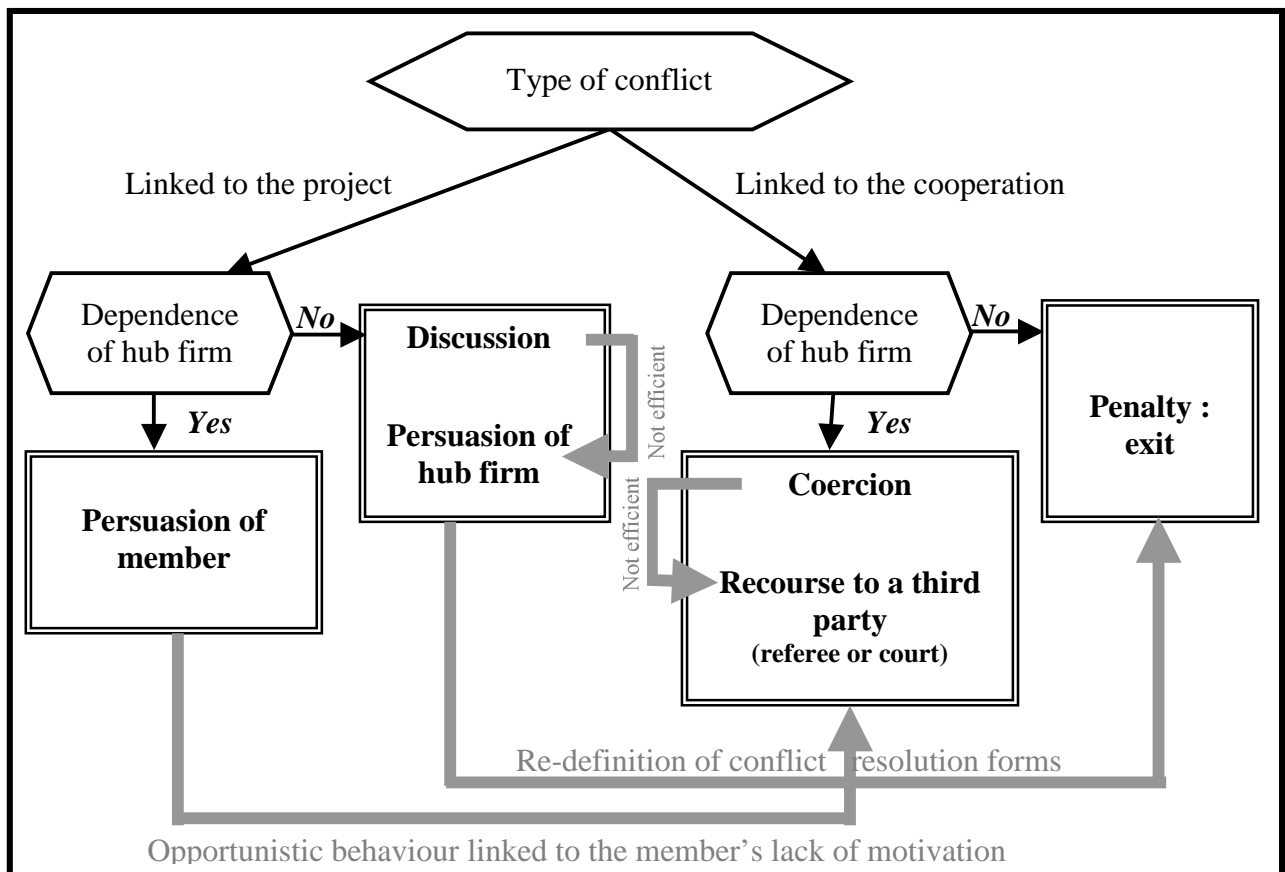 Type of conflict
Linked to the project
Linked to the cooperation
Dependence
of hub firm
No
Yes
Discussion
Persuasion of
hub firm
Not efficient
Dependence
of hub firm
No
Yes
Penalty :
exit
Persuasion of
member
Coercion
Not efficient
Recourse to a third
party
(referee or court)
Re-definition of conflict resolution forms
Opportunistic behaviour linked to the member’s lack of motivation